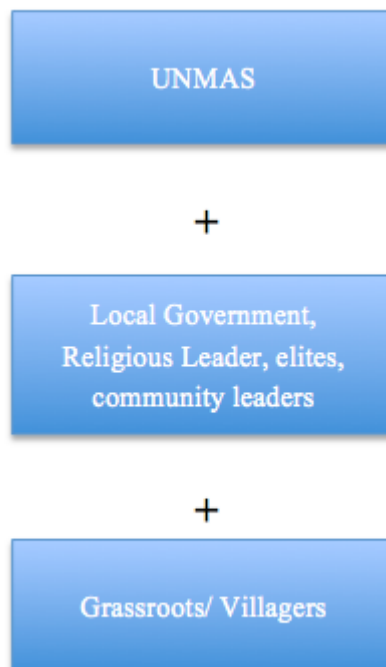 UNMAS
+
Local Government,
Religious Leader, elites,
community leaders
+
Grassroots/ Villagers